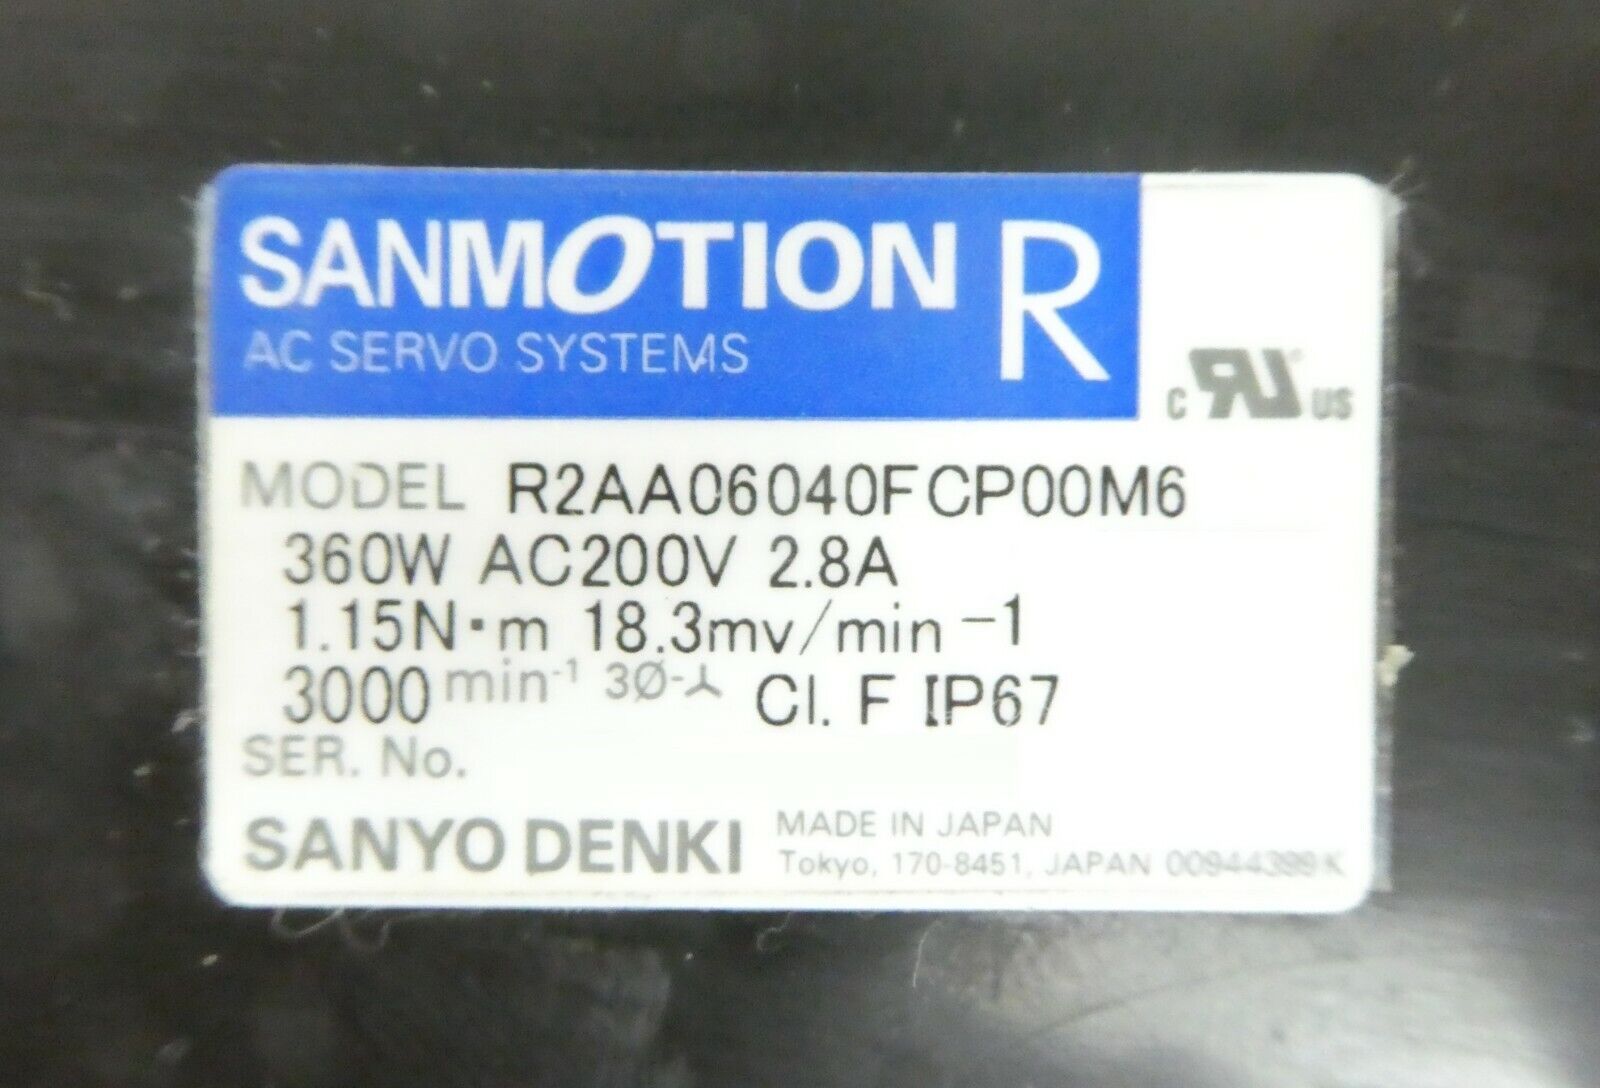 SANMOTION R
AC SERVO SYSTEMS
c RU ® US
MODEL R2AA06040FCP00M6
360W AC200V 2.8A
1.15N·m 18.3mv/min-1
3000 min-1 3Ø-⅄ Cl. F IP67
SER. No.
SANYO DENKI MADE IN JAPAN
Tokyo, 170-8451, JAPAN 00944399K